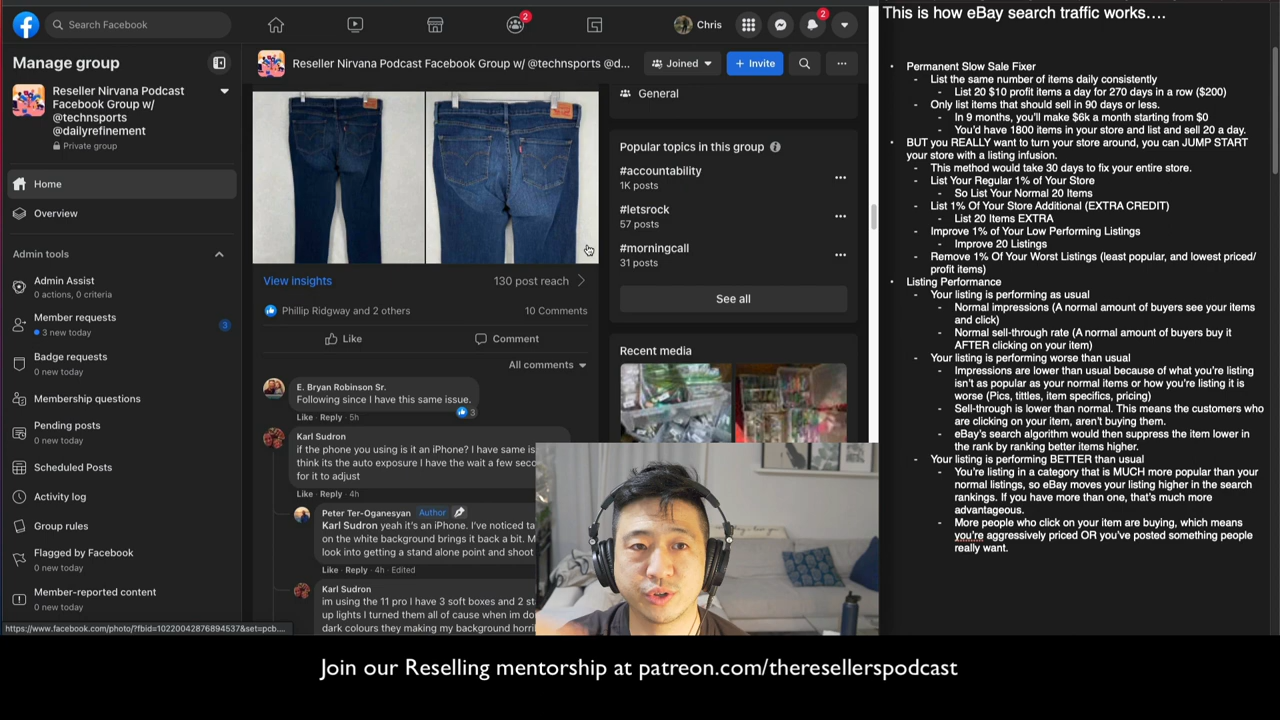 Search Facebook
2
Chris
2
Manage group
Reseller Nirvana Podcast Facebook Group w/ @technsports @d...
Joined
+ Invite
Reseller Nirvana Podcast
Facebook Group w/
@technsports
@dailyrefinement
Private group
Home
Overview
Admin tools
Admin Assist
0 actions, 0 criteria
Member requests
3 new today
3
Badge requests
0 new today
Membership questions
Pending posts
0 new today
Scheduled Posts
Activity log
Group rules
Flagged by Facebook
0 new today
Member-reported content
0 new today
https://www.facebook.com/photo/?fbid=10220042876894537&set=pcb....
View insights
130 post reach
Phillip Ridgway and 2 others
10 Comments
Like
Comment
All comments
E. Bryan Robinson Sr.
Following since I have this same issue.
3
Like · Reply · 5h
Karl Sudron
if the phone you using is it an iPhone? I have same is
think its the auto exposure I have the wait a few sec
for it to adjust
Like · Reply · 4h
Peter Ter-Oganesyan Author
Karl Sudron yeah it's an iPhone. I've noticed ta
on the white background brings it back a bit. M
look into getting a stand alone point and shoot
Like · Reply · 4h · Edited
Karl Sudron
im using the 11 pro I have 3 soft boxes and 2 st
up lights I turned them all of cause when im do
dark colours they making my background horri
General
Popular topics in this group
#accountability
1K posts
#letsrock
57 posts
#morningcall
31 posts
See all
Recent media
This is how eBay search traffic works....
• Permanent Slow Sale Fixer
- List the same number of items daily consistently
- List 20 $10 profit items a day for 270 days in a row ($200)
- Only list items that should sell in 90 days or less.
- In 9 months, you'll make $6k a month starting from $0
- You'd have 1800 items in your store and list and sell 20 a day.
• BUT you REALLY want to turn your store around, you can JUMP START
your store with a listing infusion.
- This method would take 30 days to fix your entire store.
- List Your Regular 1% of Your Store
- So List Your Normal 20 Items
- List 1% Of Your Store Additional (EXTRA CREDIT)
- List 20 Items EXTRA
- Improve 1% of Your Low Performing Listings
- Improve 20 Listings
- Remove 1% Of Your Worst Listings (least popular, and lowest priced/
profit items)
• Listing Performance
- Your listing is performing as usual
- Normal impressions (A normal amount of buyers see your items
and click)
- Normal sell-through rate (A normal amount of buyers buy it
AFTER clicking on your item)
- Your listing is performing worse than usual
- Impressions are lower than usual because of what you're listing
isn't as popular as your normal items or how you're listing it is
worse (Pics, tittles, item specifics, pricing)
- Sell-through is lower than normal. This means the customers who
are clicking on your item, aren't buying them.
- eBay's search algorithm would then suppress the item lower in
the rank by ranking better items higher.
- Your listing is performing BETTER than usual
- You're listing in a category that is MUCH more popular than your
normal listings, so eBay moves your listing higher in the search
rankings. If you have more than one, that's much more
advantageous.
- More people who click on your item are buying, which means
you're aggressively priced OR you've posted something people
really want.
Join our Reselling mentorship at patreon.com/theresellerspodcast